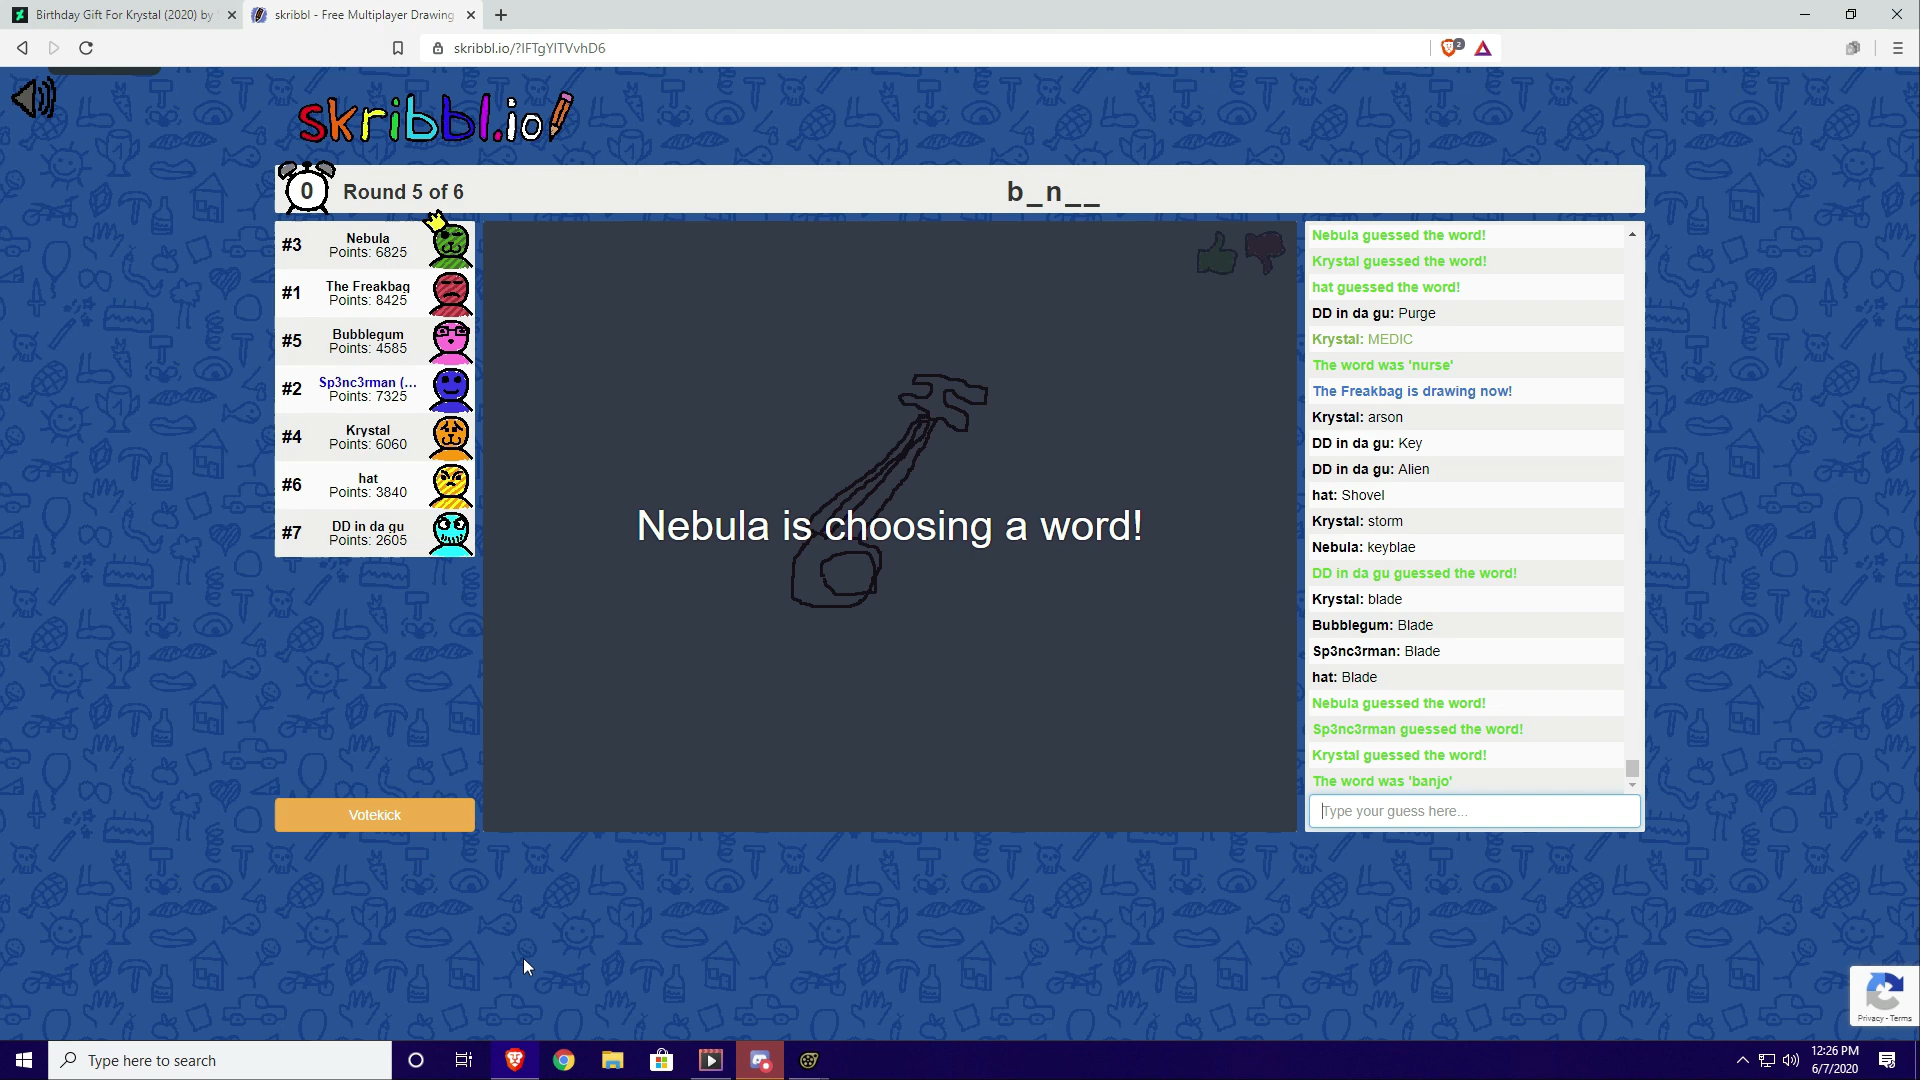 Birthday Gift For Krystal (2020) by
skribbl - Free Multiplayer Drawing
skribbl.io/?IFTgYlTVvhD6
2
skribbl.io
0
Round 5 of 6
b_n__
#3
Nebula
Points: 6825
#1
The Freakbag
Points: 8425
#5
Bubblegum
Points: 4585
#2
Sp3nc3rman (...
Points: 7325
#4
Krystal
Points: 6060
#6
hat
Points: 3840
#7
DD in da gu
Points: 2605
Votekick
Nebula is choosing a word!
Nebula guessed the word!
Krystal guessed the word!
hat guessed the word!
DD in da gu: Purge
Krystal: MEDIC
The word was 'nurse'
The Freakbag is drawing now!
Krystal: arson
DD in da gu: Key
DD in da gu: Alien
hat: Shovel
Krystal: storm
Nebula: keyblae
DD in da gu guessed the word!
Krystal: blade
Bubblegum: Blade
Sp3nc3rman: Blade
hat: Blade
Nebula guessed the word!
Sp3nc3rman guessed the word!
Krystal guessed the word!
The word was 'banjo'
Type your guess here...
Privacy - Terms
Type here to search
12:26 PM
6/7/2020